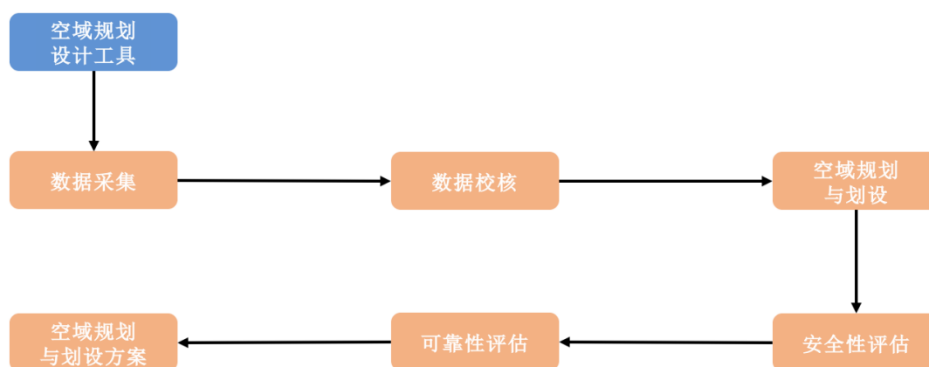 空域规划
设计工具
数据采集
数据校核
空域规划
与划设
安全性评估
可靠性评估
空域规划
与划设方案